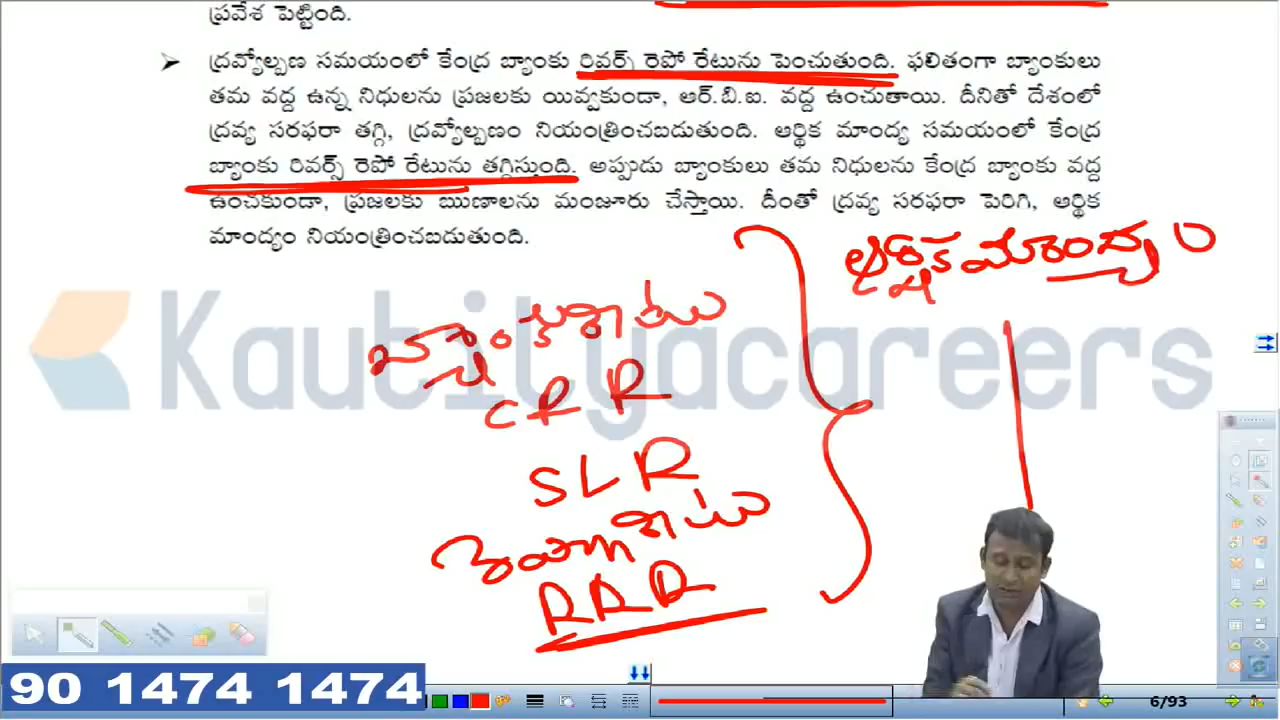 ప్రవేశ పెట్టింది.
➤ ద్రవ్యోల్బణ సమయంలో కేంద్ర బ్యాంకు రివర్స్ రెపో రేటును పెంచుతుంది. ఫలితంగా బ్యాంకులు
తమ వద్ద ఉన్న నిధులను ప్రజలకు యివ్వకుండా, ఆర్.బి.ఐ. వద్ద ఉంచుతాయి. దీనితో దేశంలో
ద్రవ్య సరఫరా తగ్గి, ద్రవ్యోల్బణం నియంత్రించబడుతుంది. ఆర్థిక మాంద్య సమయంలో కేంద్ర
బ్యాంకు రివర్స్ రెపో రేటును తగ్గిస్తుంది. అప్పుడు బ్యాంకులు తమ నిధులను కేంద్ర బ్యాంకు వద్ద
ఉంచకుండా, ప్రజలకు ఋణాలను మంజూరు చేస్తాయి. దీంతో ద్రవ్య సరఫరా పెరిగి, ఆర్థిక
మాంద్యం నియంత్రించబడుతుంది.
ఆర్థికమాంద్యం
బ్యాంకురేటు
CRR
SLR
రెపోరేటు
RRR
Kautilyacareers
90 1474 1474
6/93